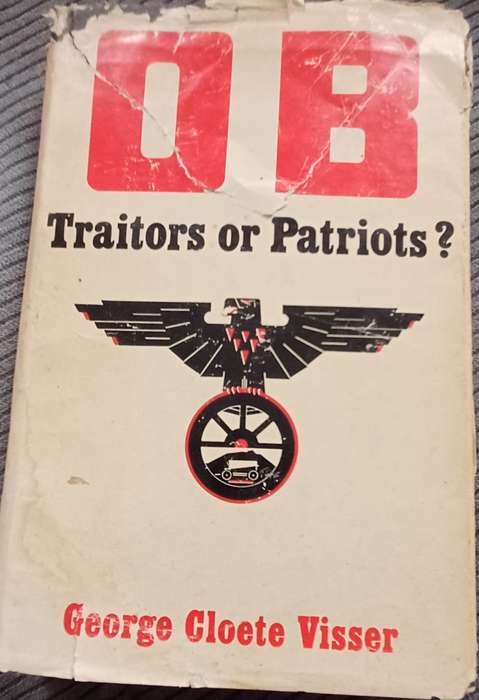 OB
Traitors or Patriots?
George Cloete Visser